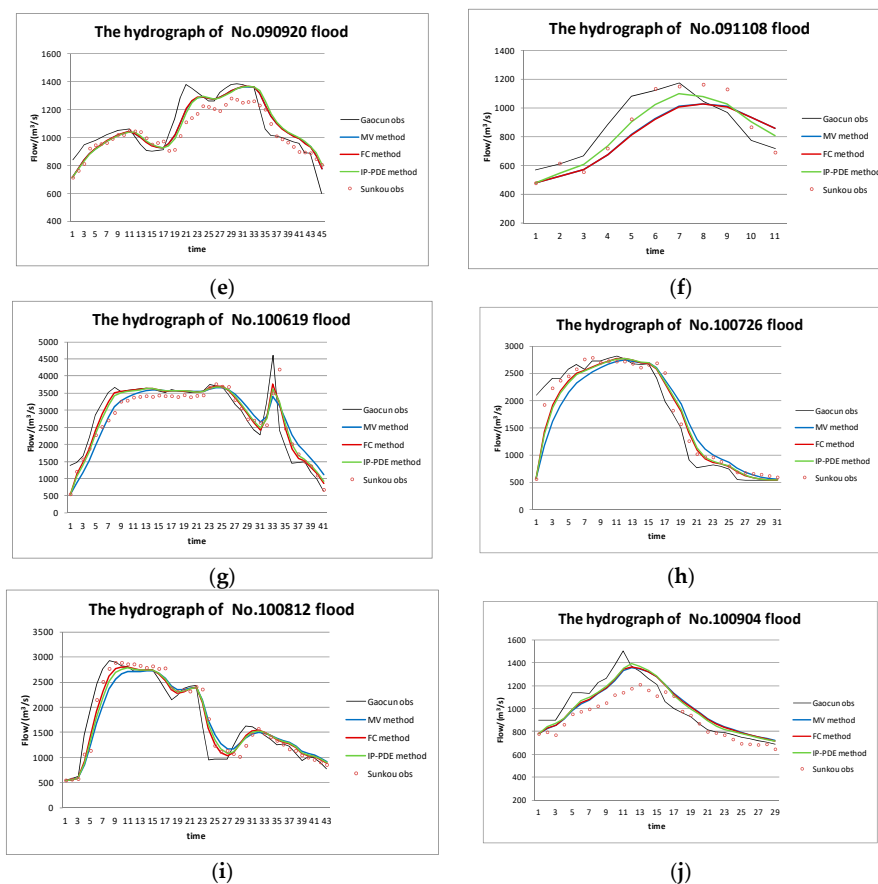 The hydrograph of No.090920 flood
1600
1400
1200
1000
800
600
400
Flow/(m³/s)
1 3 5 7 9 11 13 15 17 19 21 23 25 27 29 31 33 35 37 39 41 43 45
time
Gaocun obs
MV method
FC method
IP-PDE method
Sunkou obs
(e)
The hydrograph of No.091108 flood
1400
1200
1000
800
600
400
200
Flow/(m³/s)
1 2 3 4 5 6 7 8 9 10 11
time
Gaocun obs
MV method
FC method
IP-PDE method
Sunkou obs
(f)
The hydrograph of No.100619 flood
5000
4500
4000
3500
3000
2500
2000
1500
1000
500
0
Flow/(m³/s)
1 3 5 7 9 11 13 15 17 19 21 23 25 27 29 31 33 35 37 39 41
time
Gaocun obs
MV method
FC method
IP-PDE method
Sunkou obs
(g)
The hydrograph of No.100726 flood
3000
2500
2000
1500
1000
500
0
Flow/(m³/s)
1 3 5 7 9 11 13 15 17 19 21 23 25 27 29 31
time
Gaocun obs
MV method
FC method
IP-PDE method
Sunkou obs
(h)
The hydrograph of No.100812 flood
3500
3000
2500
2000
1500
1000
500
0
Flow/(m³/s)
1 3 5 7 9 11 13 15 17 19 21 23 25 27 29 31 33 35 37 39 41 43
time
Gaocun obs
MV method
FC method
IP-PDE method
Sunkou obs
(i)
The hydrograph of No.100904 flood
1600
1400
1200
1000
800
600
400
200
Flow/(m³/s)
1 3 5 7 9 11 13 15 17 19 21 23 25 27 29
time
Gaocun obs
MV method
FC method
IP-PDE method
Sunkou obs
(j)